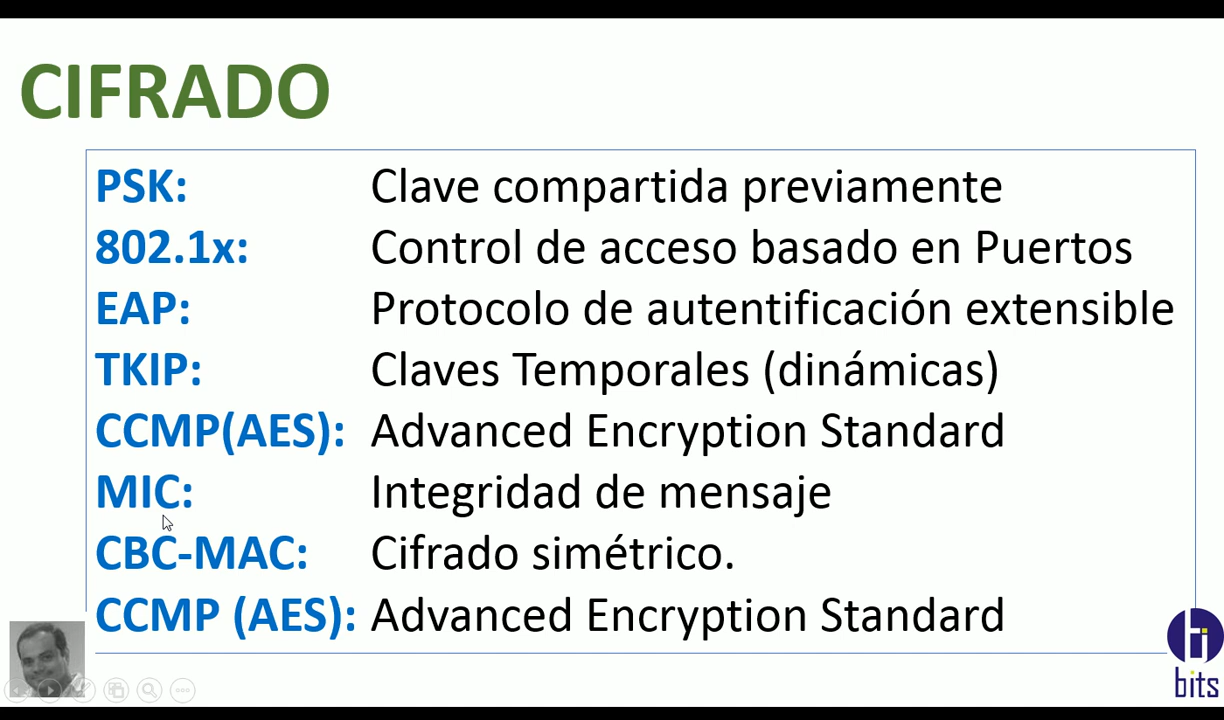 CIFRADO
PSK: Clave compartida previamente
802.1x: Control de acceso basado en Puertos
EAP: Protocolo de autentificación extensible
TKIP: Claves Temporales (dinámicas)
CCMP(AES): Advanced Encryption Standard
MIC: Integridad de mensaje
CBC-MAC: Cifrado simétrico.
CCMP (AES): Advanced Encryption Standard
bits